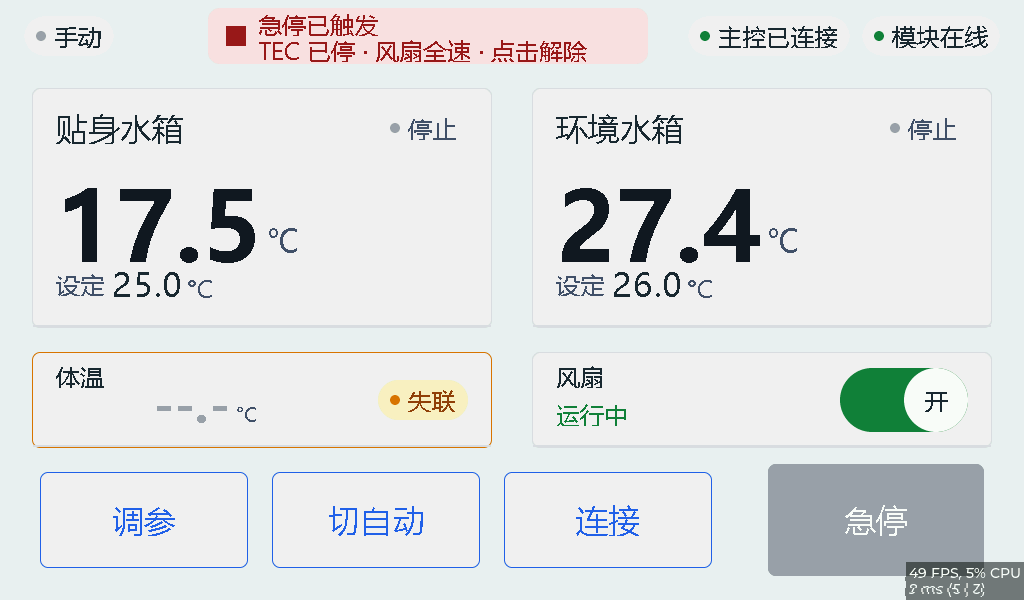 手动
急停已触发
TEC 已停 · 风扇全速 · 点击解除
主控已连接
模块在线
贴身水箱
停止
17.5 °C
设定 25.0 °C
环境水箱
停止
27.4 °C
设定 26.0 °C
体温
--.- °C
失联
风扇
运行中
开
调参
切自动
连接
急停
49 FPS, 5% CPU